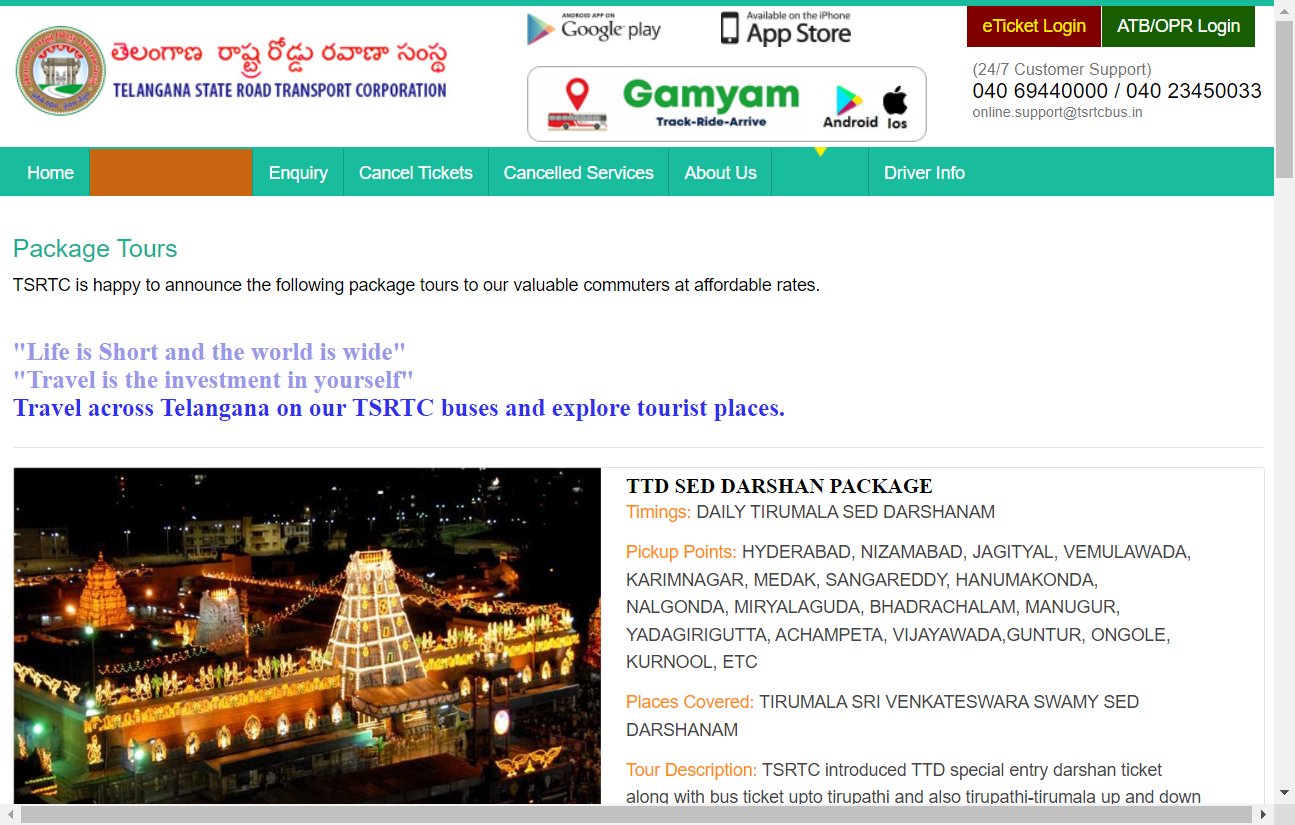 తెలంగాణ రాష్ట్ర రోడ్డు రవాణా సంస్థ
TELANGANA STATE ROAD TRANSPORT CORPORATION
ANDROID APP ON
Google play
Available on the iPhone
App Store
eTicket Login
ATB/OPR Login
Gamyam
Track-Ride-Arrive
Android
Ios
(24/7 Customer Support)
040 69440000 / 040 23450033
online.support@tsrtcbus.in
Home
Enquiry
Cancel Tickets
Cancelled Services
About Us
Driver Info
Package Tours
TSRTC is happy to announce the following package tours to our valuable commuters at affordable rates.
"Life is Short and the world is wide"
"Travel is the investment in yourself"
Travel across Telangana on our TSRTC buses and explore tourist places.
TTD SED DARSHAN PACKAGE
Timings: DAILY TIRUMALA SED DARSHANAM
Pickup Points: HYDERABAD, NIZAMABAD, JAGITYAL, VEMULAWADA,
KARIMNAGAR, MEDAK, SANGAREDDY, HANUMAKONDA,
NALGONDA, MIRYALAGUDA, BHADRACHALAM, MANUGUR,
YADAGIRIGUTTA, ACHAMPETA, VIJAYAWADA,GUNTUR, ONGOLE,
KURNOOL, ETC
Places Covered: TIRUMALA SRI VENKATESWARA SWAMY SED
DARSHANAM
Tour Description: TSRTC introduced TTD special entry darshan ticket
along with bus ticket upto tirupathi and also tirupathi-tirumala up and down